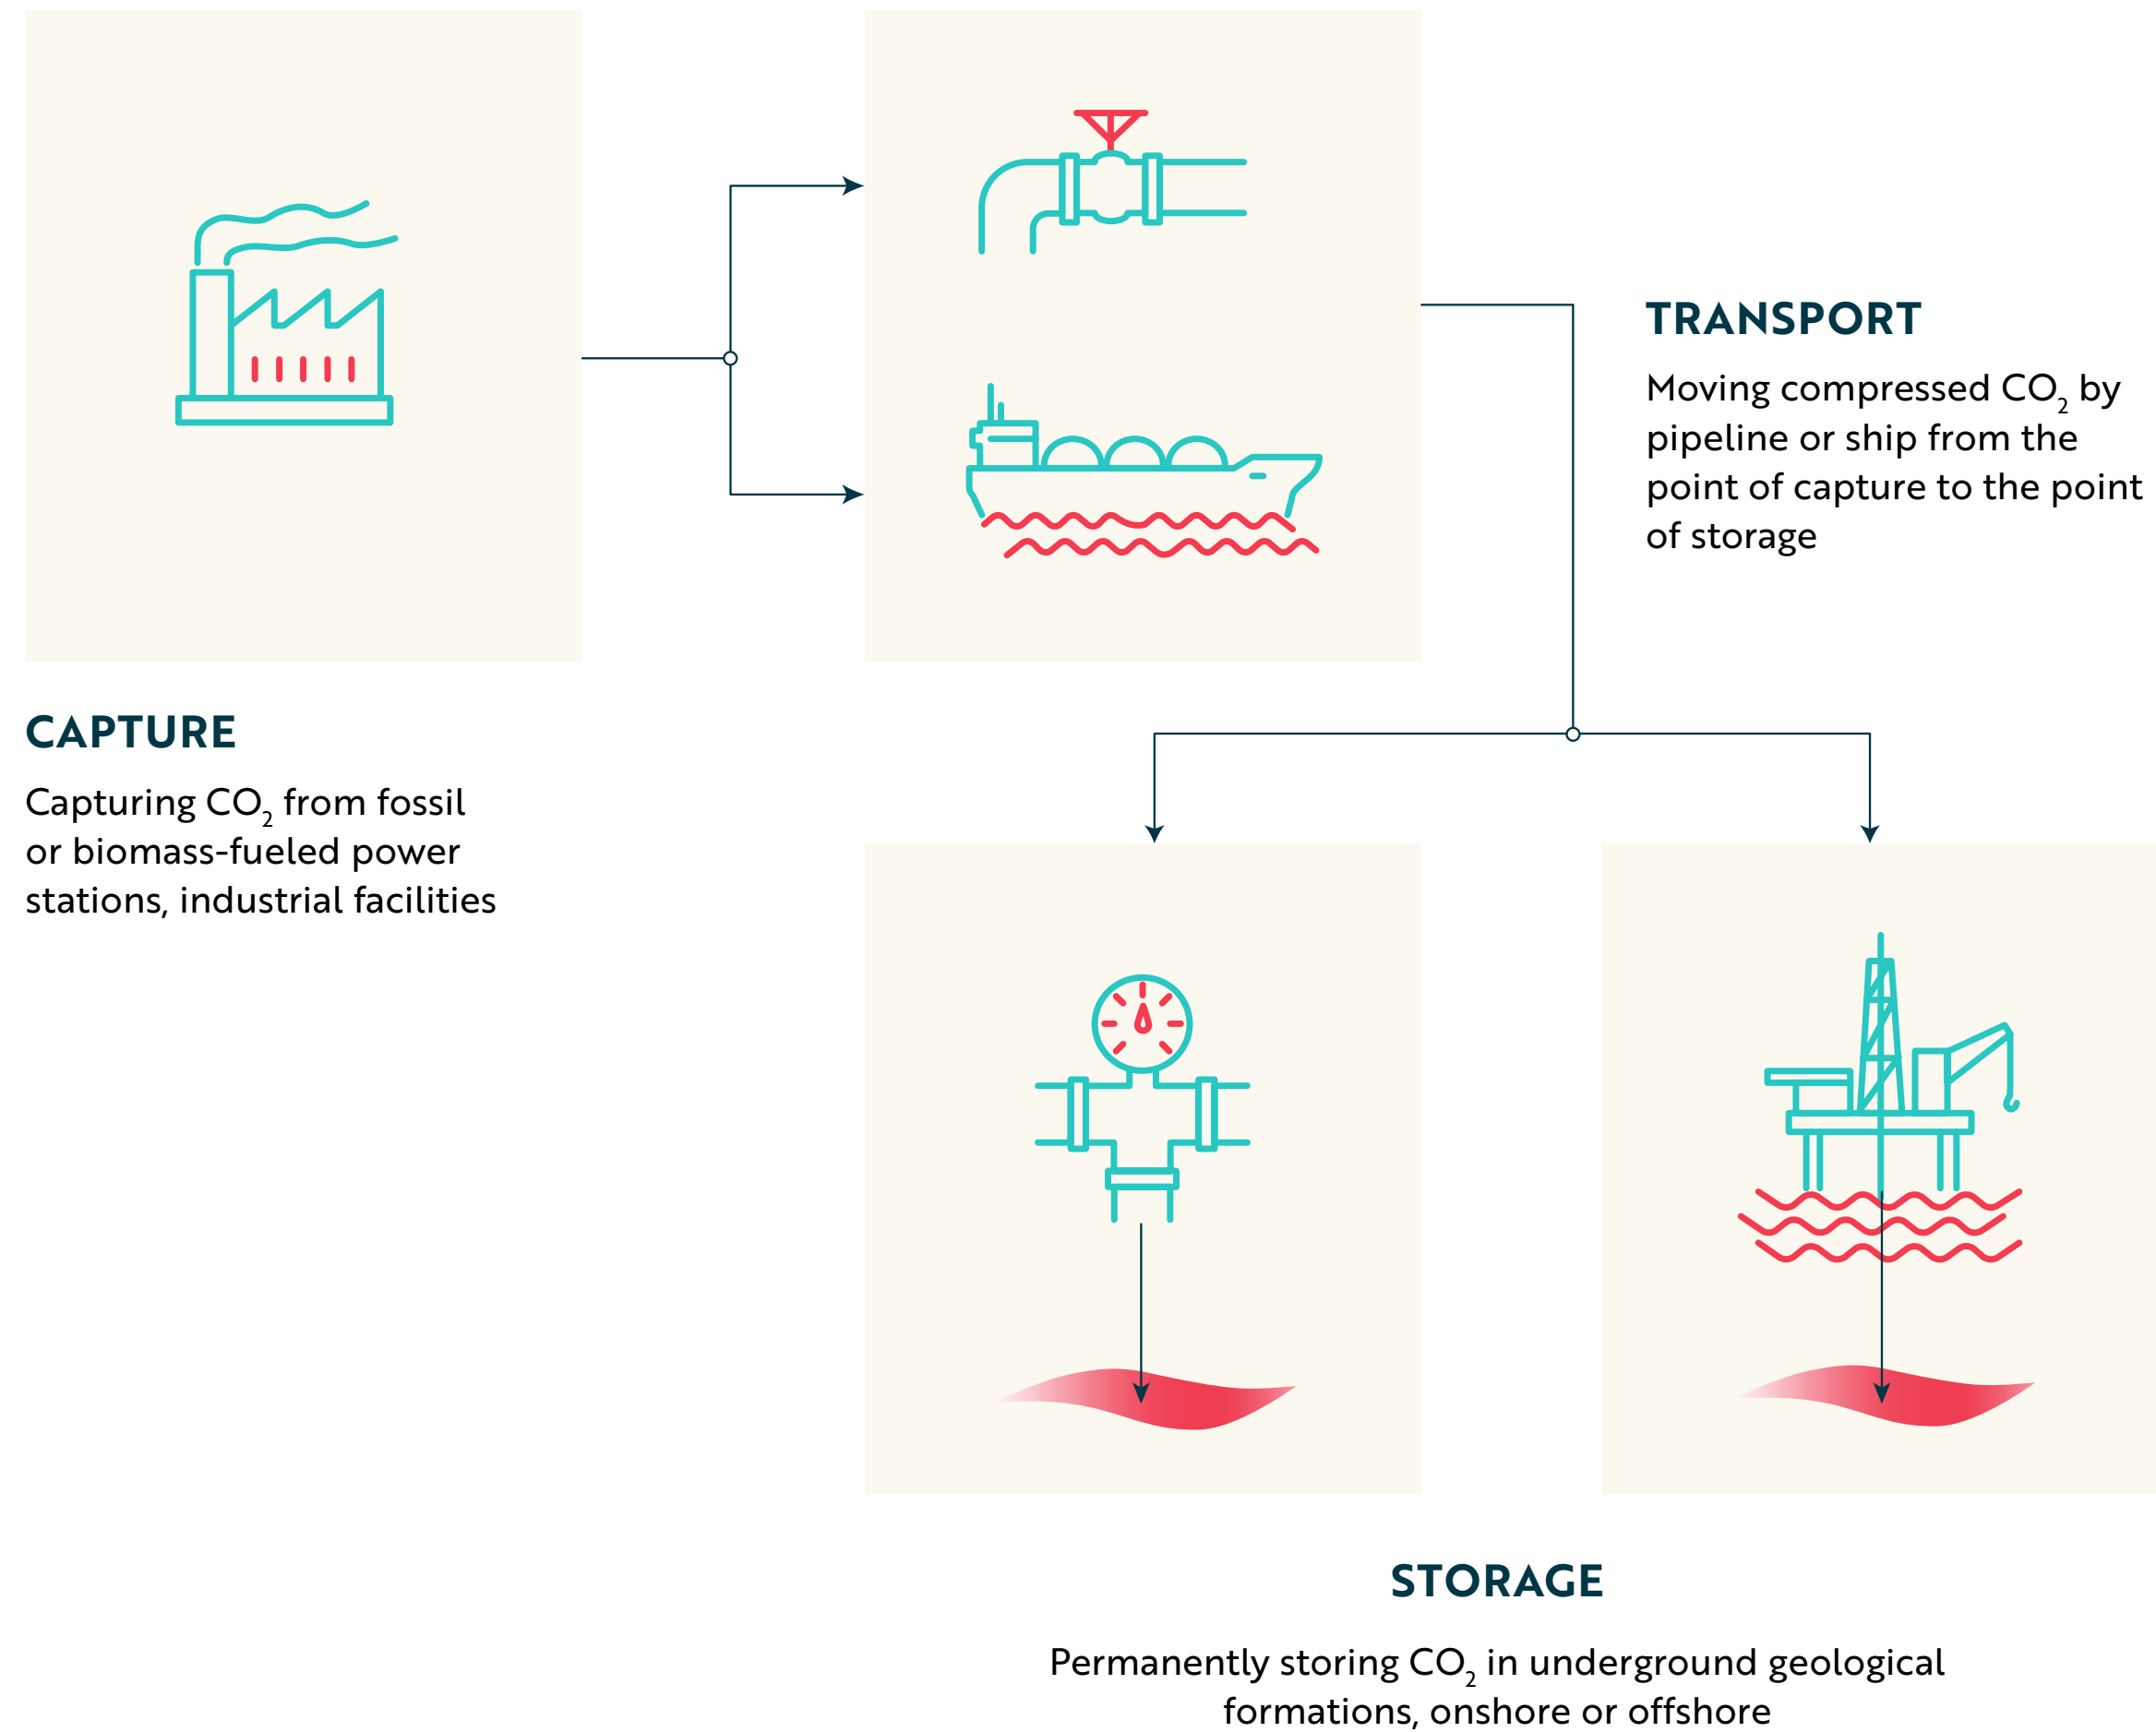 TRANSPORT
Moving compressed CO₂ by
pipeline or ship from the
point of capture to the point
of storage
CAPTURE
Capturing CO₂ from fossil
or biomass-fueled power
stations, industrial facilities
STORAGE
Permanently storing CO₂ in underground geological
formations, onshore or offshore